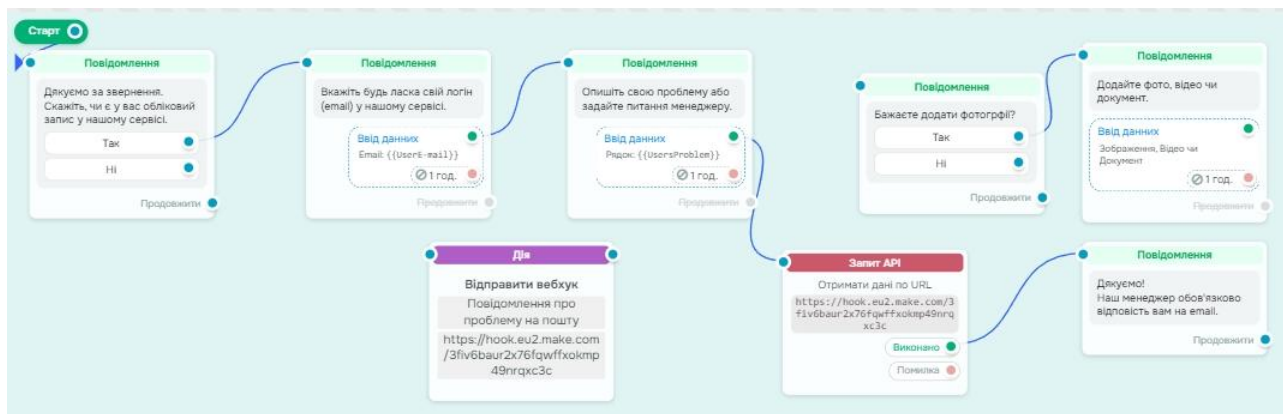 Старт
Повідомлення
Дякуємо за звернення.
Скажіть, чи є у вас обліковий
запис у нашому сервісі.
Так
Ні
Продовжити
Повідомлення
Вкажіть будь ласка свій логін
(email) у нашому сервісі.
Ввід данних
Email: {{UserE-mail}}
1 год.
Продовжити
Повідомлення
Опишіть свою проблему або
задайте питання менеджеру.
Ввід данних
Рядок: {{UsersProblem}}
1 год.
Продовжити
Повідомлення
Бажаєте додати фотогрфії?
Так
Ні
Продовжити
Повідомлення
Додайте фото, відео чи
документ.
Ввід данних
Зображення, Відео чи
Документ
1 год.
Продовжити
Дія
Відправити вебхук
Повідомлення про
проблему на пошту
https://hook.eu2.make.com
/3fiv6baur2x76fqwffxokmp
49nrqxc3c
Запит API
Отримати дані по URL
https://hook.eu2.make.com/3
fiv6baur2x76fqwffxokmp49nrq
xc3c
Виконано
Помилка
Повідомлення
Дякуємо!
Наш менеджер обов'язково
відповість вам на email.
Продовжити